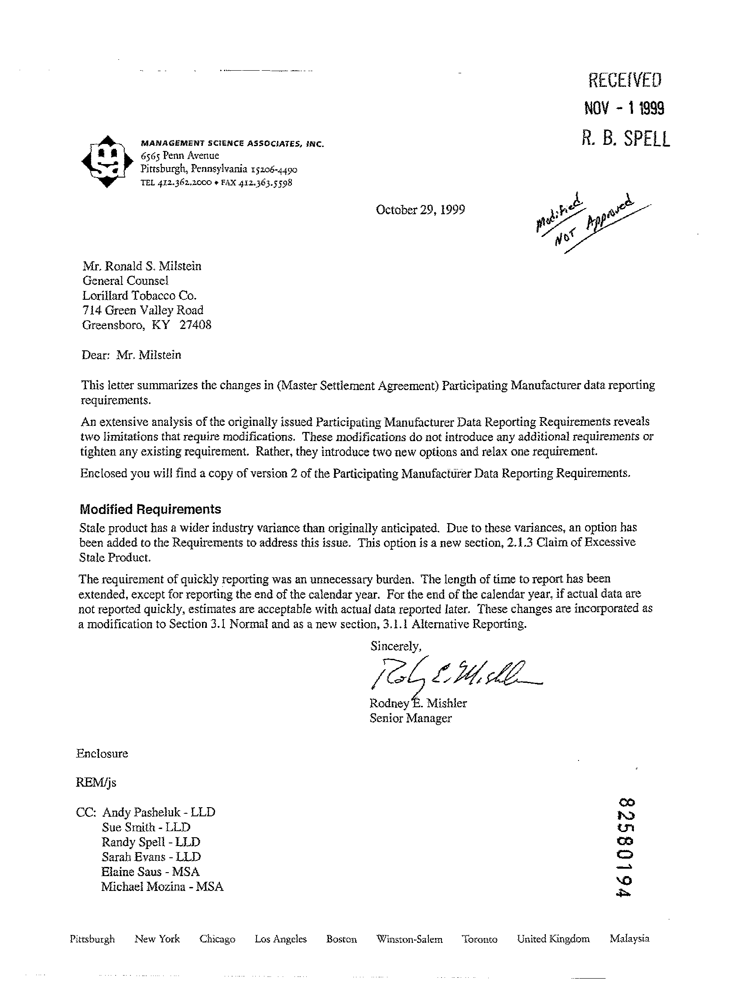 RECEIVED
NOV - 1 1999
R. B. SPELL
msa
MANAGEMENT SCIENCE ASSOCIATES, INC.
6565 Penn Avenue
Pittsburgh, Pennsylvania 15206-4490
TEL 412.362.2000 • FAX 412.363.5598
October 29, 1999
Modified
NOT Approved
Mr. Ronald S. Milstein
General Counsel
Lorillard Tobacco Co.
714 Green Valley Road
Greensboro, KY 27408
Dear: Mr. Milstein
This letter summarizes the changes in (Master Settlement Agreement) Participating Manufacturer data reporting
requirements.
An extensive analysis of the originally issued Participating Manufacturer Data Reporting Requirements reveals
two limitations that require modifications. These modifications do not introduce any additional requirements or
tighten any existing requirement. Rather, they introduce two new options and relax one requirement.
Enclosed you will find a copy of version 2 of the Participating Manufacturer Data Reporting Requirements.
Modified Requirements
Stale product has a wider industry variance than originally anticipated. Due to these variances, an option has
been added to the Requirements to address this issue. This option is a new section, 2.1.3 Claim of Excessive
Stale Product.
The requirement of quickly reporting was an unnecessary burden. The length of time to report has been
extended, except for reporting the end of the calendar year. For the end of the calendar year, if actual data are
not reported quickly, estimates are acceptable with actual data reported later. These changes are incorporated as
a modification to Section 3.1 Normal and as a new section, 3.1.1 Alternative Reporting.
Sincerely,
Rodney E. Mishler
Rodney E. Mishler
Senior Manager
Enclosure
REM/js
CC: Andy Pasheluk - LLD
Sue Smith - LLD
Randy Spell - LLD
Sarah Evans - LLD
Elaine Saus - MSA
Michael Mozina - MSA
82580194
Pittsburgh New York Chicago Los Angeles Boston Winston-Salem Toronto United Kingdom Malaysia